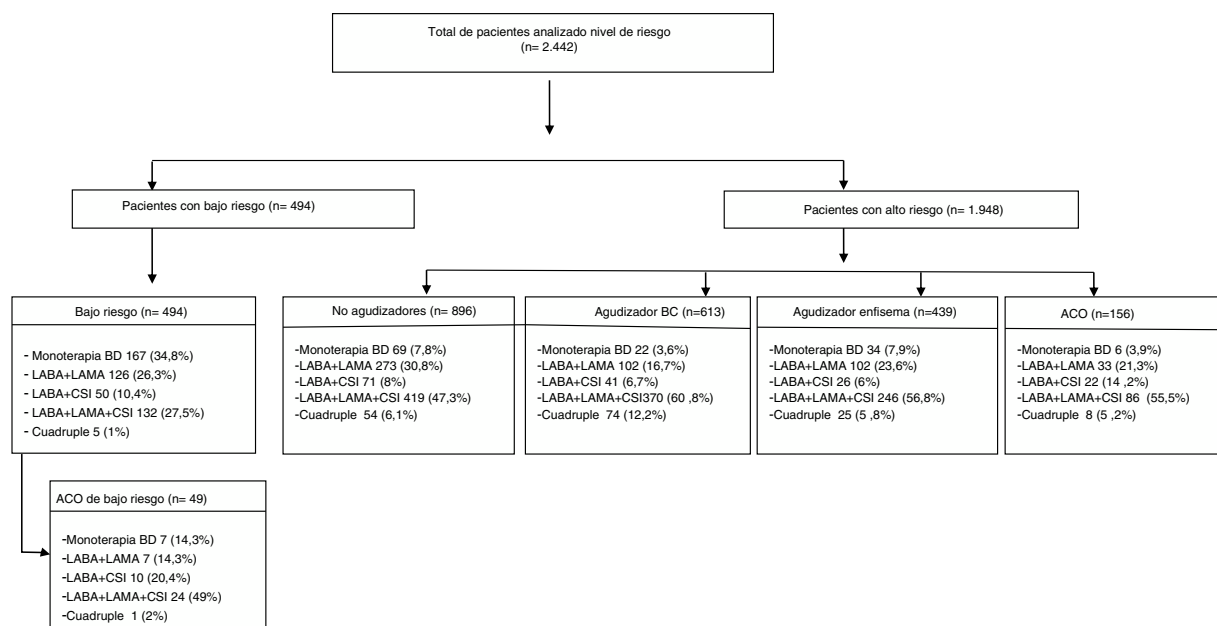 Total de pacientes analizado nivel de riesgo
(n= 2.442)
Pacientes con bajo riesgo (n= 494)
Pacientes con alto riesgo (n= 1.948)
Bajo riesgo (n= 494)
- Monoterapia BD 167 (34,8%)
- LABA+LAMA 126 (26,3%)
- LABA+CSI 50 (10,4%)
- LABA+LAMA+CSI 132 (27,5%)
- Cuadruple 5 (1%)
No agudizadores (n= 896)
-Monoterapia BD 69 (7,8%)
-LABA+LAMA 273 (30,8%)
-LABA+CSI 71 (8%)
-LABA+LAMA+CSI 419 (47,3%)
-Cuadruple 54 (6,1%)
Agudizador BC (n=613)
-Monoterapia BD 22 (3,6%)
-LABA+LAMA 102 (16,7%)
-LABA+CSI 41 (6,7%)
-LABA+LAMA+CSI370 (60 ,8%)
-Cuadruple 74 (12,2%)
Agudizador enfisema (n=439)
-Monoterapia BD 34 (7,9%)
-LABA+LAMA 102 (23,6%)
-LABA+CSI 26 (6%)
-LABA+LAMA+CSI 246 (56,8%)
-Cuadruple 25 (5 ,8%)
ACO (n=156)
-Monoterapia BD 6 (3,9%)
-LABA+LAMA 33 (21,3%)
-LABA+CSI 22 (14 ,2%)
-LABA+LAMA+CSI 86 (55,5%)
-Cuadruple 8 (5 ,2%)
ACO de bajo riesgo (n= 49)
-Monoterapia BD 7 (14,3%)
-LABA+LAMA 7 (14,3%)
-LABA+CSI 10 (20,4%)
-LABA+LAMA+CSI 24 (49%)
-Cuadruple 1 (2%)